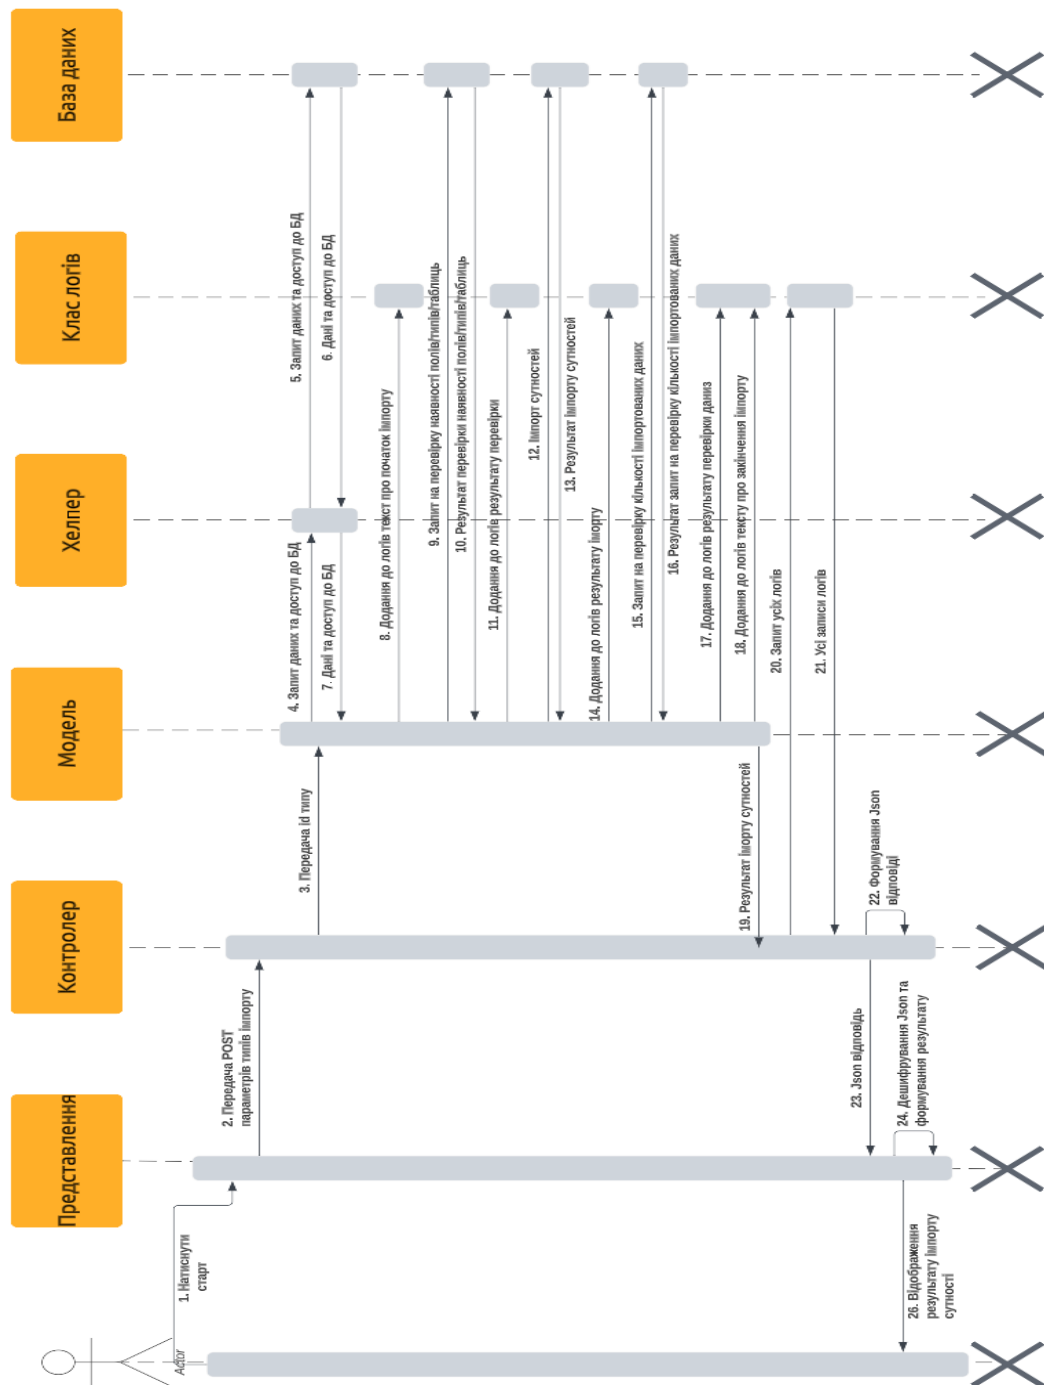 Actor
Представлення
Контролер
Модель
Хелпер
Клас логів
База даних
1. Натиснути
старт
2. Передача POST
параметрів типів імпорту
3. Передача id типу
4. Запит даних та доступ до БД
5. Запит даних та доступ до БД
6. Дані та доступ до БД
7. Дані та доступ до БД
8. Додання до логів текст про початок імпорту
9. Запит на перевірку наявності полів/типів/таблиць
10. Результат перевірки наявності полів/типів/таблиць
11. Додання до логів результату перевірки
12. Імпорт сутностей
13. Результат імпорту сутностей
14. Додання до логів результату іморту
15. Запит на перевірку кількості імпортованих даних
16. Результат запит на перевірку кількості імпортованих даних
17. Додання до логів результату перевірки даниз
18. Додання до логів тексту про закінчення імпорту
19. Результат іморту сутностей
20. Запит усіх логів
21. Усі записи логів
22. Формування Json
відповіді
23. Json відповідь
24. Дешифрування Json та
формування результату
26. Відображення
результату імпорту
сутності